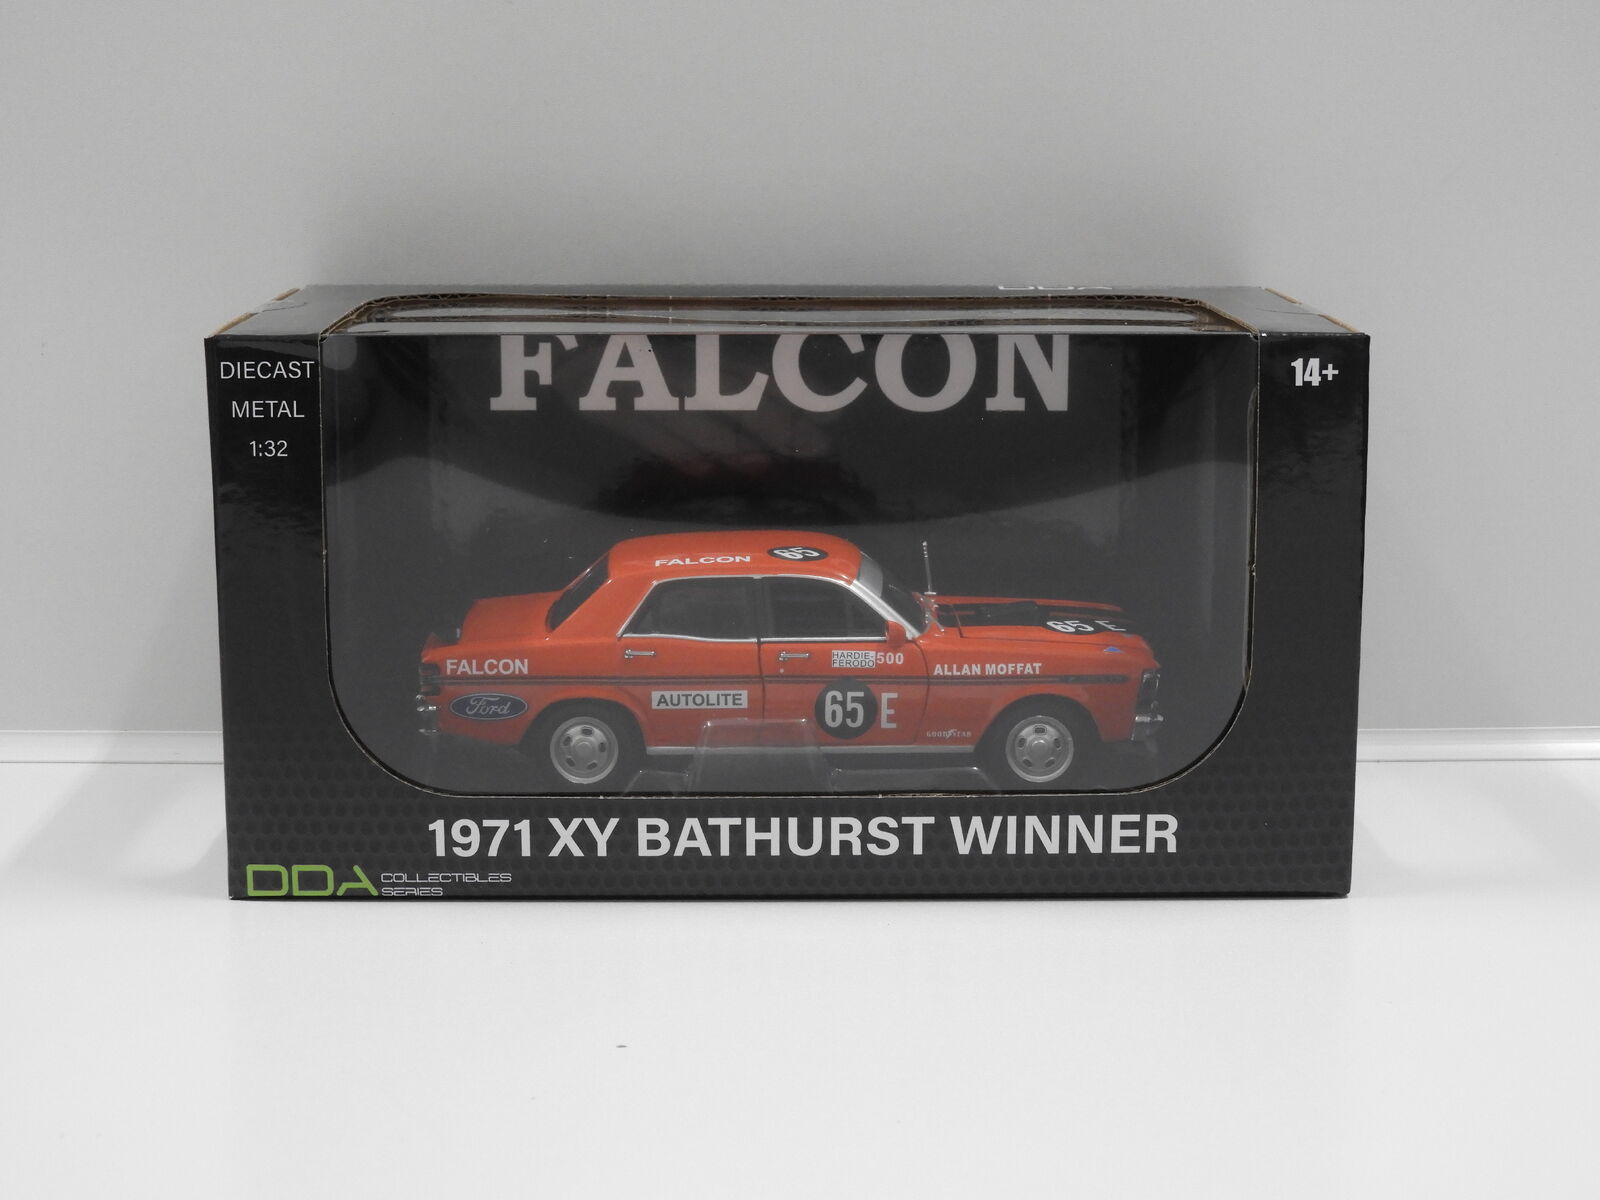 FALCON
DIECAST
METAL
1:32
14+
FALCON 65
65 E
FALCON
Ford
AUTOLITE
HARDIE-
FERODO 500
65 E
ALLAN MOFFAT
GOODYEAR
1971 XY BATHURST WINNER
DDA COLLECTIBLES
SERIES